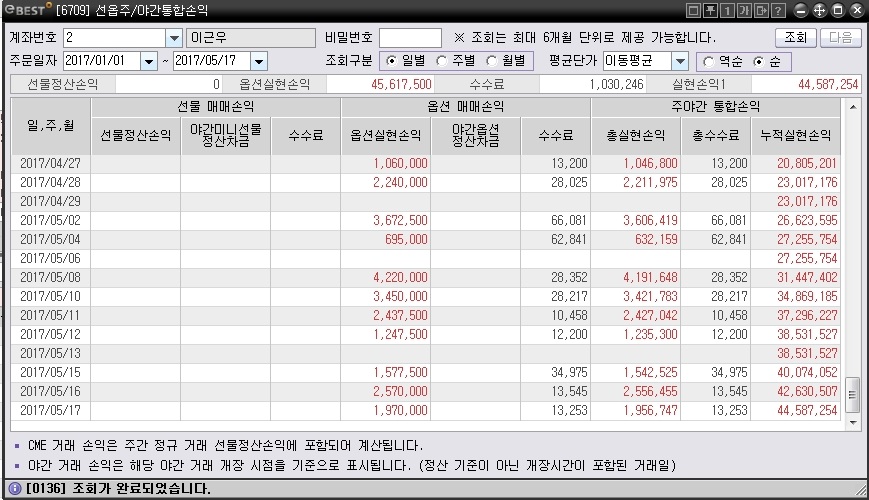 eBEST [6709] 선옵주/야간통합손익
계좌번호 2 이근우 비밀번호 ※ 조회는 최대 6개월 단위로 제공 가능합니다. 조회 다음
주문일자 2017/01/01 ~ 2017/05/17 조회구분 일별 주별 월별 평균단가 이동평균 역순 순
선물정산손익 0 옵션실현손익 45,617,500 수수료 1,030,246 실현손익1 44,587,254
일,주,월 선물 매매손익 옵션 매매손익 주야간 통합손익
선물정산손익 야간미니선물 정산차금 수수료 옵션실현손익 야간옵션 정산차금 수수료 총실현손익 총수수료 누적실현손익
2017/04/27 1,060,000 13,200 1,046,800 13,200 20,805,201
2017/04/28 2,240,000 28,025 2,211,975 28,025 23,017,176
2017/04/29 23,017,176
2017/05/02 3,672,500 66,081 3,606,419 66,081 26,623,595
2017/05/04 695,000 62,841 632,159 62,841 27,255,754
2017/05/06 27,255,754
2017/05/08 4,220,000 28,352 4,191,648 28,352 31,447,402
2017/05/10 3,450,000 28,217 3,421,783 28,217 34,869,185
2017/05/11 2,437,500 10,458 2,427,042 10,458 37,296,227
2017/05/12 1,247,500 12,200 1,235,300 12,200 38,531,527
2017/05/13 38,531,527
2017/05/15 1,577,500 34,975 1,542,525 34,975 40,074,052
2017/05/16 2,570,000 13,545 2,556,455 13,545 42,630,507
2017/05/17 1,970,000 13,253 1,956,747 13,253 44,587,254
CME 거래 손익은 주간 정규 거래 선물정산손익에 포함되어 계산됩니다.
야간 거래 손익은 해당 야간 거래 개장 시점을 기준으로 표시됩니다. (정산 기준이 아닌 개장시간이 포함된 거래일)
[0136] 조회가 완료되었습니다.